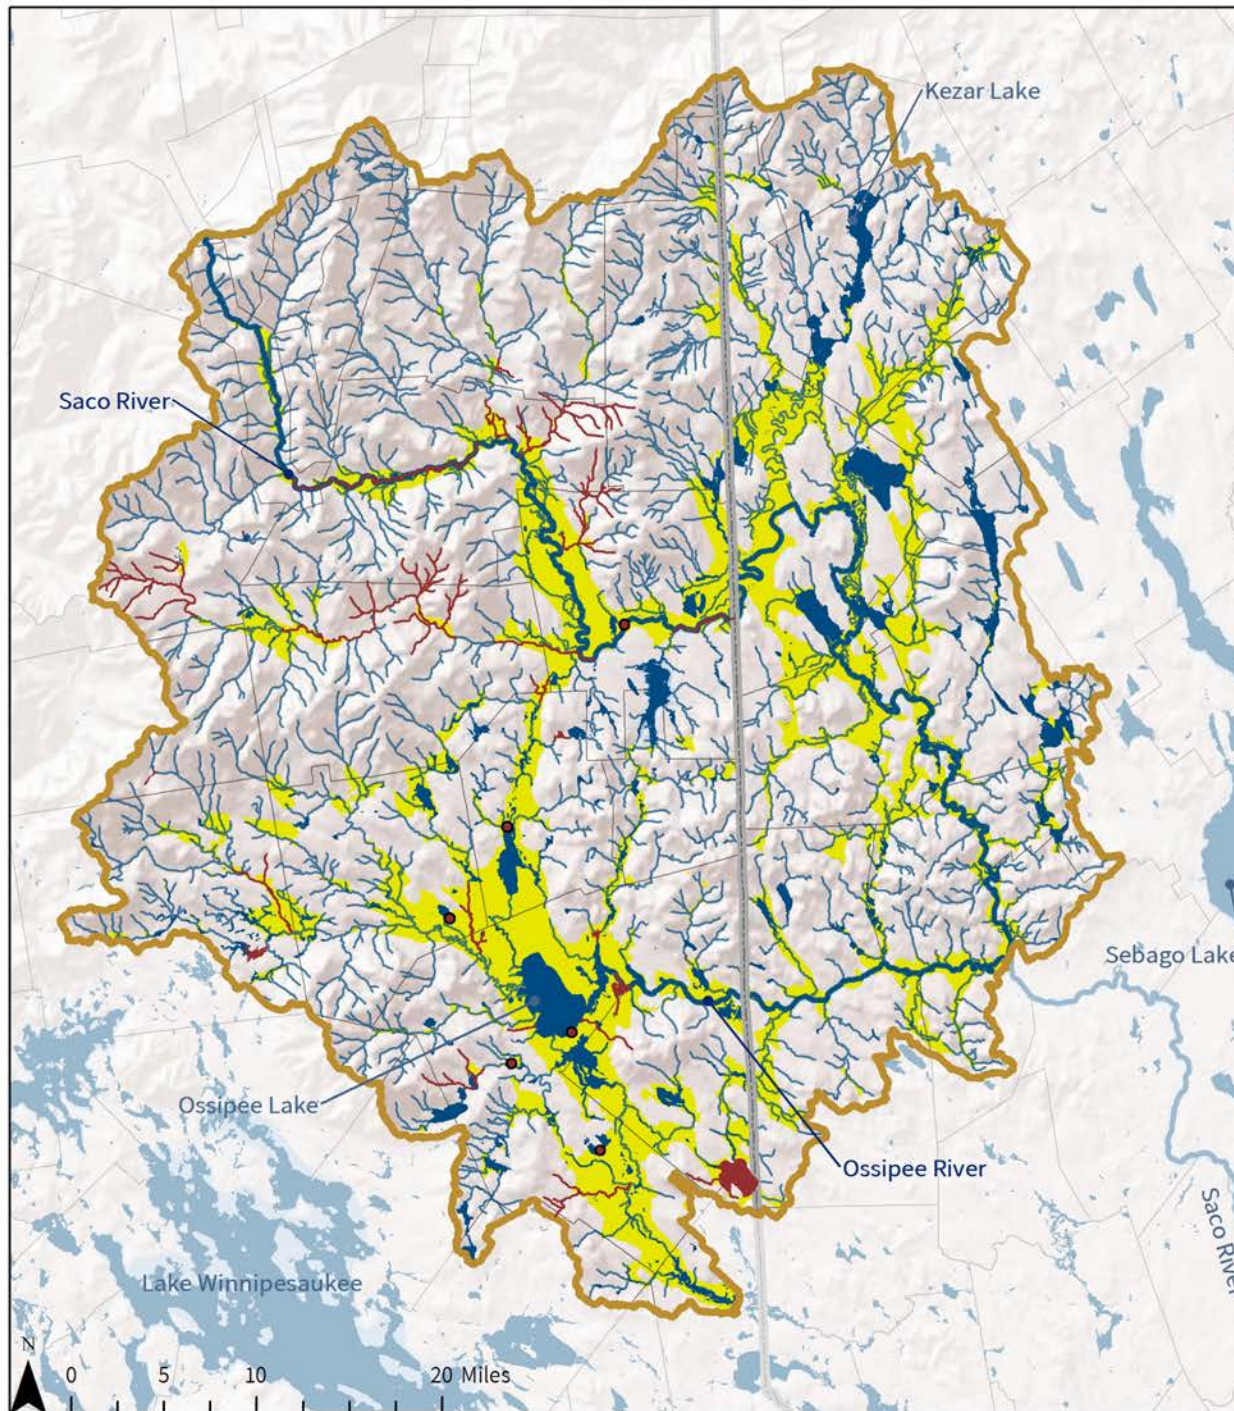 Kezar Lake
Saco River
Sebago Lake
Ossipee Lake
Ossipee River
Saco River
Lake Winnipesaukee
N
0 5 10 20 Miles